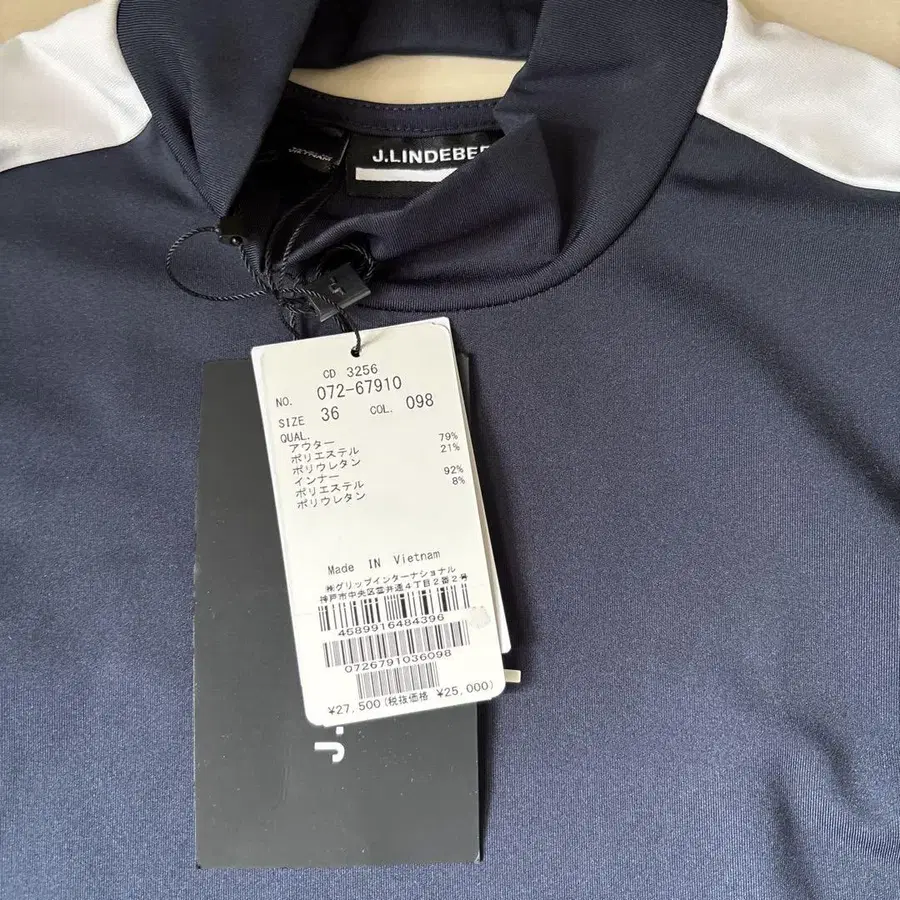 VIETNAM
J.LINDEBE
CD 3256
NO. 072-67910
SIZE 36 COL. 098
QUAL.
アウター
ポリエステル 79%
ポリウレタン 21%
インナー
ポリエステル 92%
ポリウレタン 8%
Made IN Vietnam
㈱グリップインターナショナル
神戸市中央区雲井通4丁目2番2号
4589916484396
0726791036098
¥27,500(税抜価格 ¥25,000)
J.